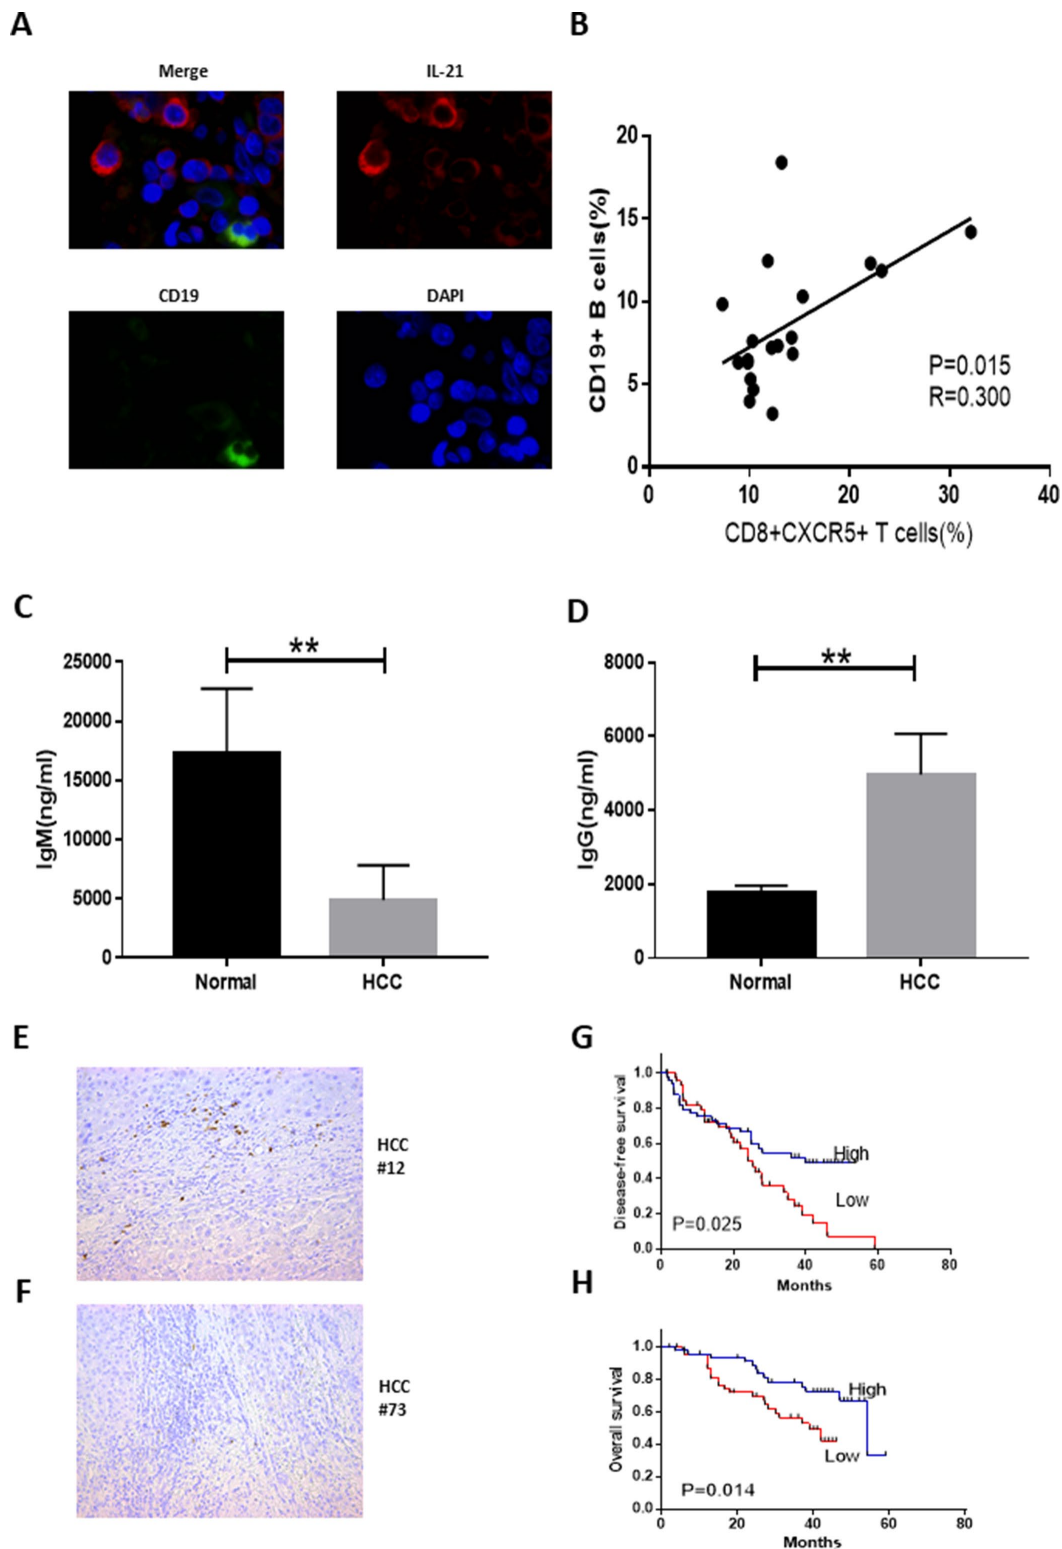 A
Merge
IL-21
CD19
DAPI
B
20
15
10
5
0
CD19+ B cells(%)
P=0.015
R=0.300
0 10 20 30 40
CD8+CXCR5+ T cells(%)
C
**
25000
20000
15000
10000
5000
0
IgM(ng/ml)
Normal HCC
D
**
8000
6000
4000
2000
0
IgG(ng/ml)
Normal HCC
E
HCC
#12
F
HCC
#73
G
1.0
0.8
0.6
0.4
0.2
0.0
Disease-free survival
High
Low
P=0.025
0 20 40 60 80
Months
H
1.0
0.8
0.6
0.4
0.2
0.0
Overall survival
High
Low
P=0.014
0 20 40 60 80
Months